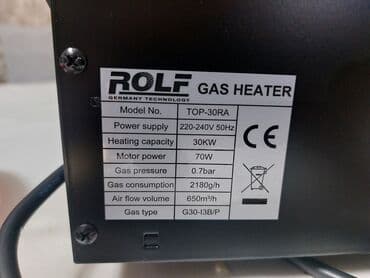 ROLF GAS HEATER
GERMANY TECHNOLOGY
Model No. TOP-30RA
Power supply 220-240V 50Hz
Heating capacity 30KW
Motor power 70W
Gas pressure 0.7bar
Gas consumption 2180g/h
Air flow volume 650m³/h
Gas type G30-I3B/P
CE